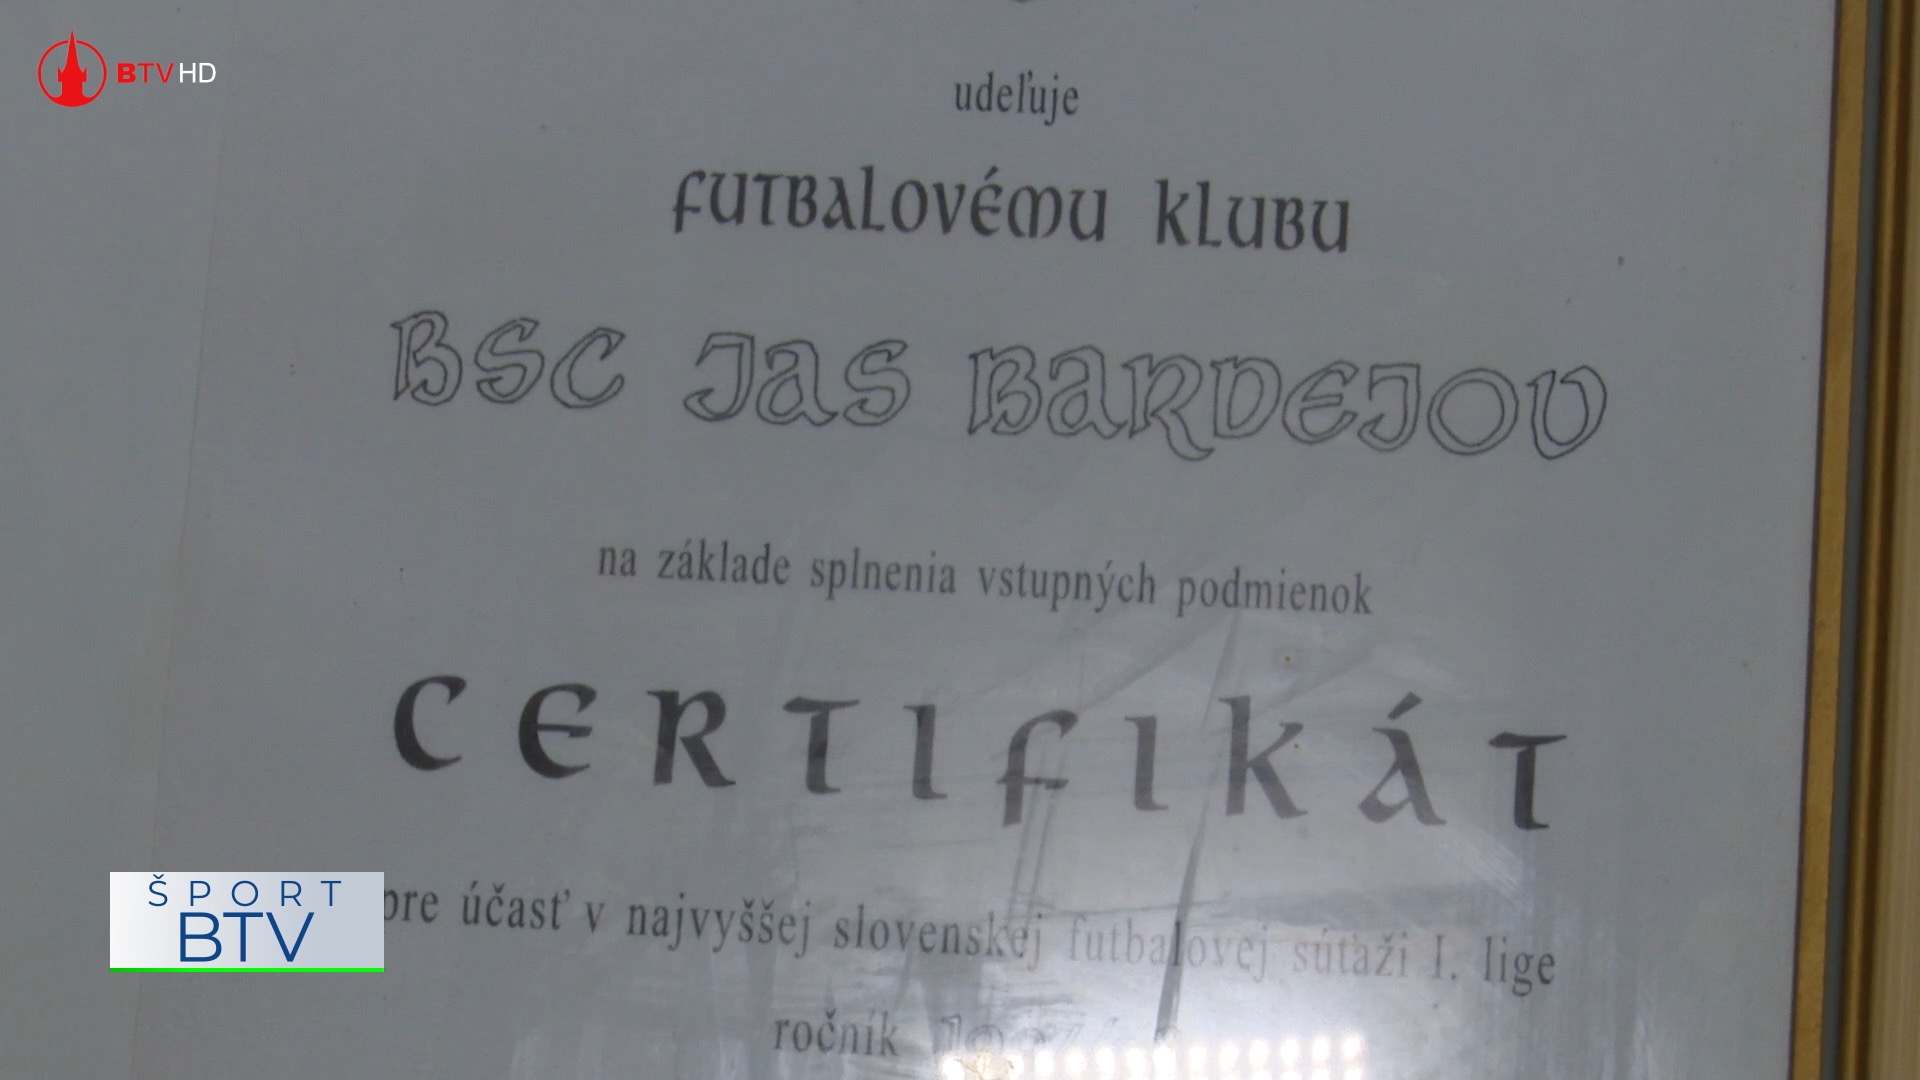 BTV HD
udeľuje
FUTBALOVÉMU KLUBU
BSC JAS BARDEJOV
na základe splnenia vstupných podmienok
CERTIFIKÁT
pre účasť v najvyššej slovenskej futbalovej súťaži I. lige
ročník
ŠPORT
BTV